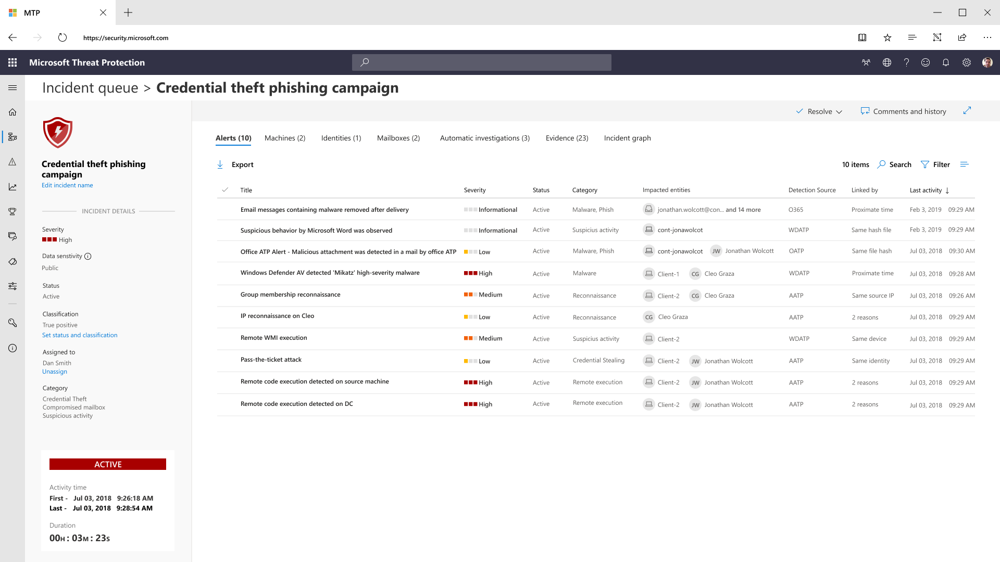 MTP
https://security.microsoft.com
Microsoft Threat Protection
Incident queue > Credential theft phishing campaign
Resolve
Comments and history
Credential theft phishing
campaign
Edit incident name
INCIDENT DETAILS
Severity
High
Data senstivity
Public
Status
Active
Classification
True positive
Set status and classification
Assigned to
Dan Smith
Unassign
Category
Credential Theft
Compromised mailbox
Suspicious activity
ACTIVE
Activity time
First - Jul 03, 2018 9:26:18 AM
Last - Jul 03, 2018 9:28:54 AM
Duration
00H : 03M : 23S
Alerts (10) Machines (2) Identities (1) Mailboxes (2) Automatic investigations (3) Evidence (23) Incident graph
Export 10 items Search Filter
Title Severity Status Category Impacted entities Detection Source Linked by Last activity ↓
Email messages containing malware removed after delivery Informational Active Malware, Phish jonathan.wolcott@con... and 14 more O365 Proximate time Feb 3, 2019 09:29 AM
Suspicious behavior by Microsoft Word was observed Informational Active Suspicius activity cont-jonawolcot WDATP Same hash file Feb 3, 2019 09:29 AM
Office ATP Alert - Malicious attachment was detected in a mail by office ATP Low Active Malware, Phish cont-jonawolcot JW Jonathan Wolcott OATP Same file hash Jul 03, 2018 09:30 AM
Windows Defender AV detected 'Mikatz' high-severity malware High Active Malware Client-1 CG Cleo Graza WDATP Proximate time Jul 03, 2018 09:28 AM
Group membership reconnaissance Medium Active Reconnaissance Client-2 CG Cleo Graza AATP Same source IP Jul 03, 2018 09:26 AM
IP reconnaissance on Cleo Low Active Reconnaissance CG Cleo Graza AATP 2 reasons Jul 03, 2018 09:29 AM
Remote WMI execution Medium Active Suspicius activity Client-2 WDATP Same device Jul 03, 2018 09:29 AM
Pass-the-ticket attack Low Active Credential Stealing Client-2 JW Jonathan Wolcott AATP Same identity Jul 03, 2018 09:29 AM
Remote code execution detected on source machine High Active Remote execution Client-2 JW Jonathan Wolcott AATP 2 reasons Jul 03, 2018 09:29 AM
Remote code execution detected on DC High Active Remote execution Client-2 JW Jonathan Wolcott AATP 2 reasons Jul 03, 2018 09:29 AM